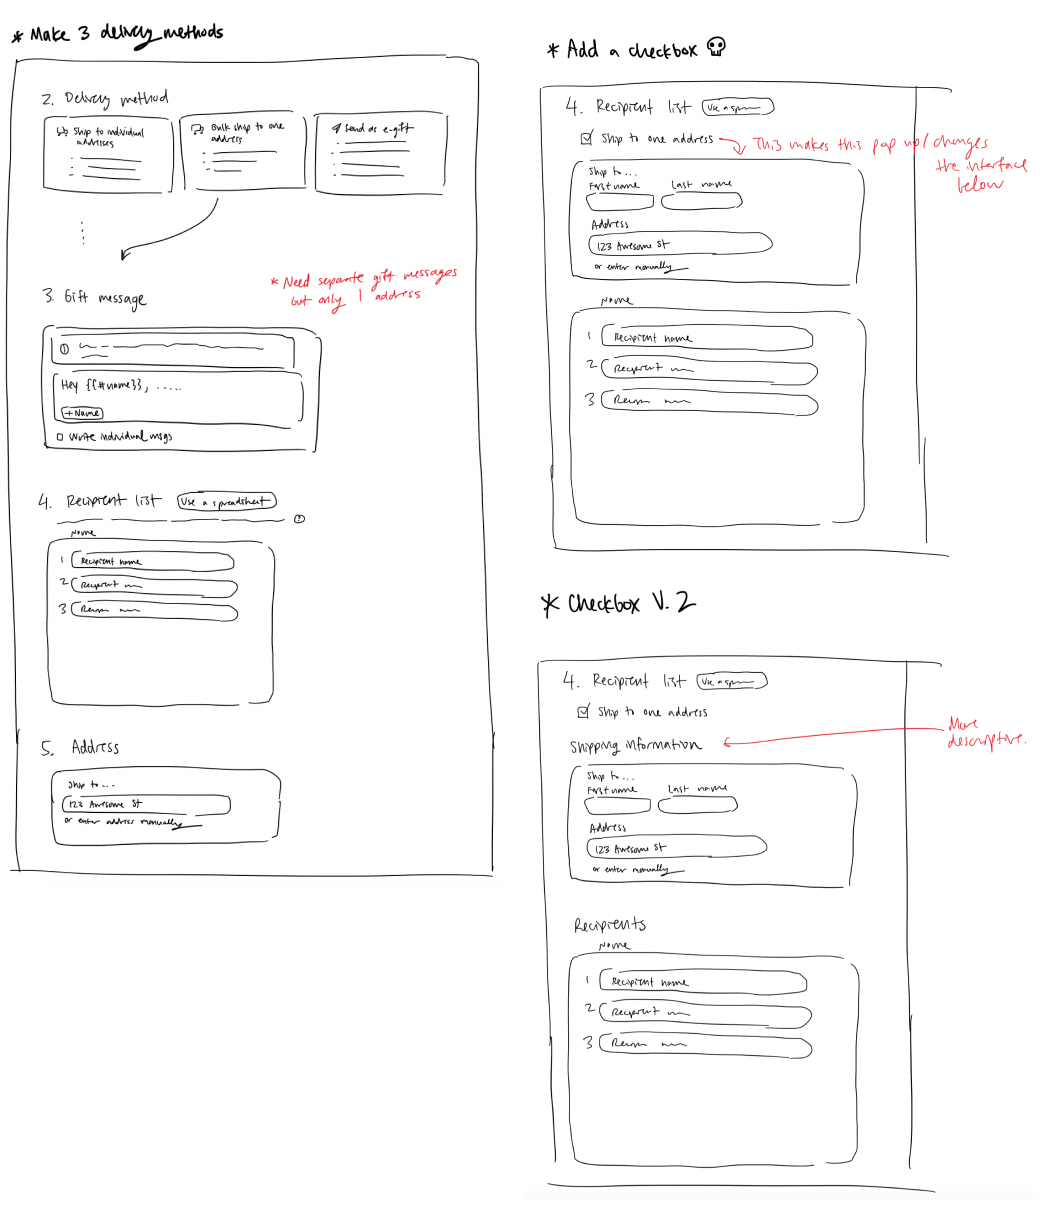 * Make 3 delivery methods
2. Delivery method
Ship to individual
addresses
Bulk ship to one
address
Send as e-gift
* Need separate gift messages
but only 1 address
3. Gift message
Hey {{#name}}, .....
+Name
Write individual msgs
4. Recipient list Use a spreadsheet
Name
1 Recipient name
2 Recipient
3
5. Address
Ship to ...
123 Awesome St
or enter address manually
* Add a checkbox
4. Recipient list Use a
Ship to one address
This makes this pop up / changes
the interface
below
Ship to...
First name Last name
Address
123 Awesome St
or enter manually
Name
1 Recipient name
2 Recipient
3
* Checkbox V. 2
4. Recipient list Use a
Ship to one address
Shipping information
More
descriptive.
Ship to...
First name Last name
Address
123 Awesome St
or enter manually
Recipients
Name
1 Recipient name
2 Recipient
3